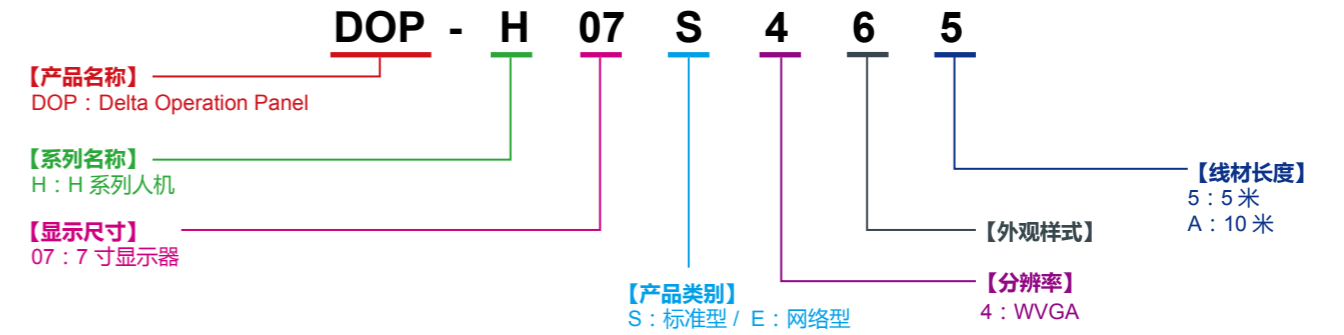 DOP - H 07 S 4 6 5
【产品名称】
DOP：Delta Operation Panel
【系列名称】
H：H 系列人机
【显示尺寸】
07：7 寸显示器
【产品类别】
S：标准型 / E：网络型
【分辨率】
4：WVGA
【外观样式】
【线材长度】
5：5 米
A：10 米